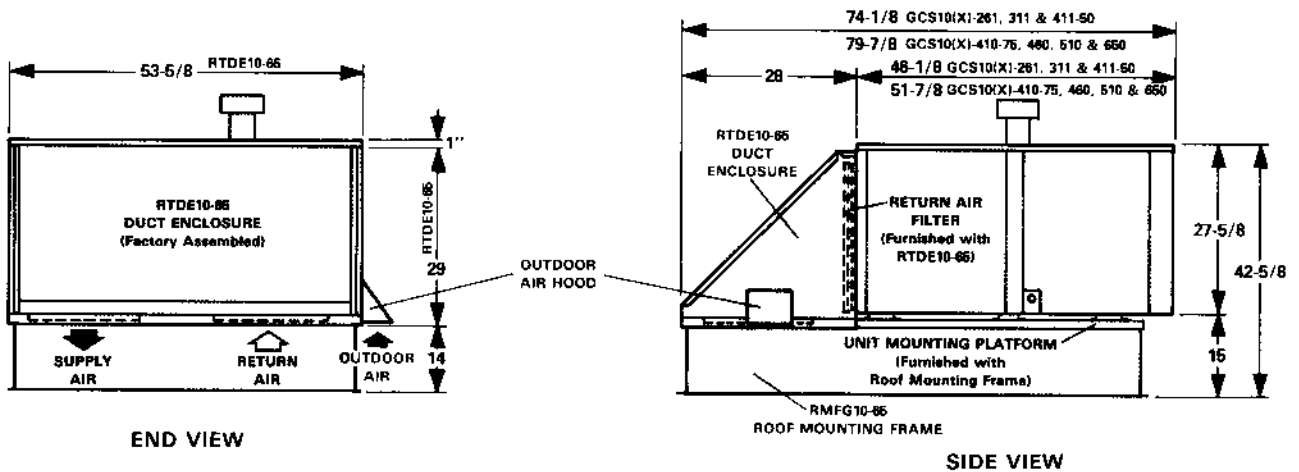 53-5/8 RTDE10-65
1"
RTDE10-65
DUCT ENCLOSURE
(Factory Assembled)
RTDE10-65
29
OUTDOOR
AIR HOOD
14
SUPPLY
AIR
RETURN
AIR
OUTDOOR
AIR
END VIEW
74-1/8 GCS10(X)-261, 311 & 411-50
79-7/8 GCS10(X)-410-75, 460, 510 & 650
28
46-1/8 GCS10(X)-261, 311 & 411-50
51-7/8 GCS10(X)-410-75, 460, 510 & 650
RTDE10-65
DUCT
ENCLOSURE
RETURN AIR
FILTER
(Furnished with
RTDE10-65)
27-5/8
42-5/8
UNIT MOUNTING PLATFORM
(Furnished with
Roof Mounting Frame)
15
RMFG10-65
ROOF MOUNTING FRAME
SIDE VIEW